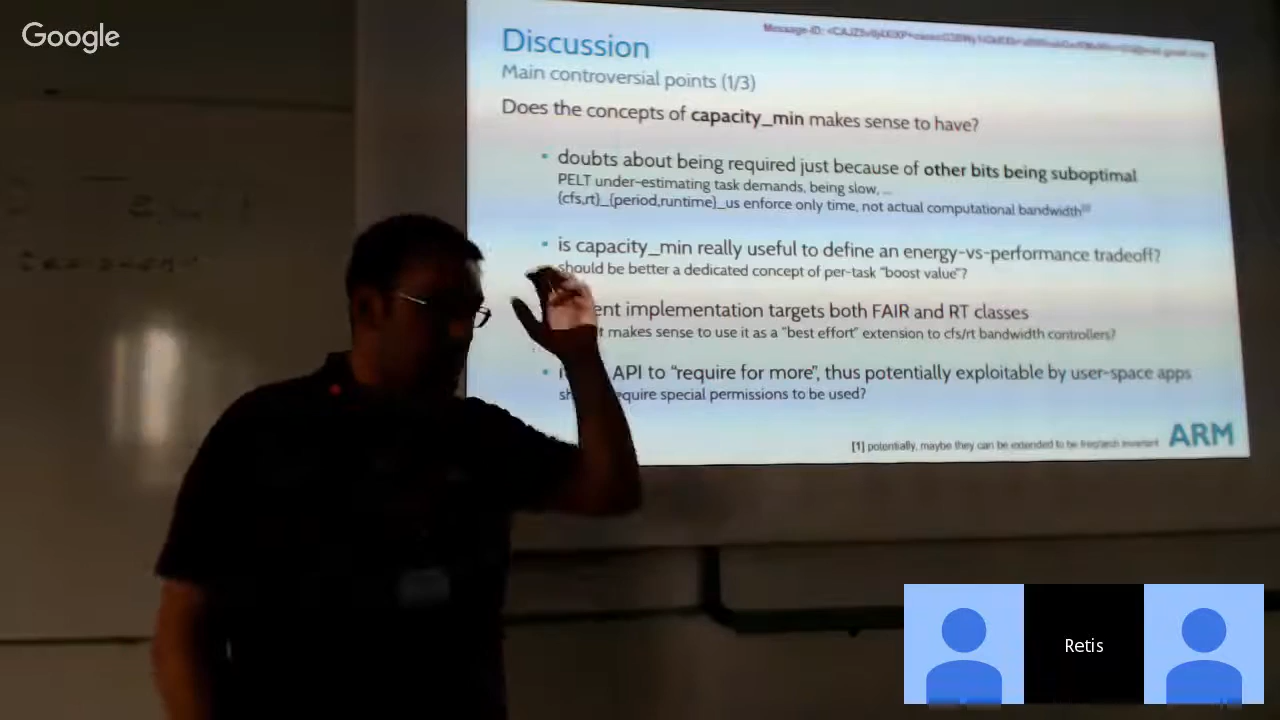 Google
Discussion
Message-ID:
Main controversial points (1/3)
Does the concepts of capacity_min makes sense to have?
doubts about being required just because of other bits being suboptimal
PELT under-estimating task demands, being slow, ...
{cfs,rt}_{period,runtime}_us enforce only time, not actual computational bandwidth
is capacity_min really useful to define an energy-vs-performance tradeoff?
should be better a dedicated concept of per-task "boost value"?
ent implementation targets both FAIR and RT classes
t makes sense to use it as a "best effort" extension to cfs/rt bandwidth controllers?
API to "require for more", thus potentially exploitable by user-space apps
equire special permissions to be used?
[1] potentially, maybe they can be extended to be freq/arch invariant
ARM
Retis